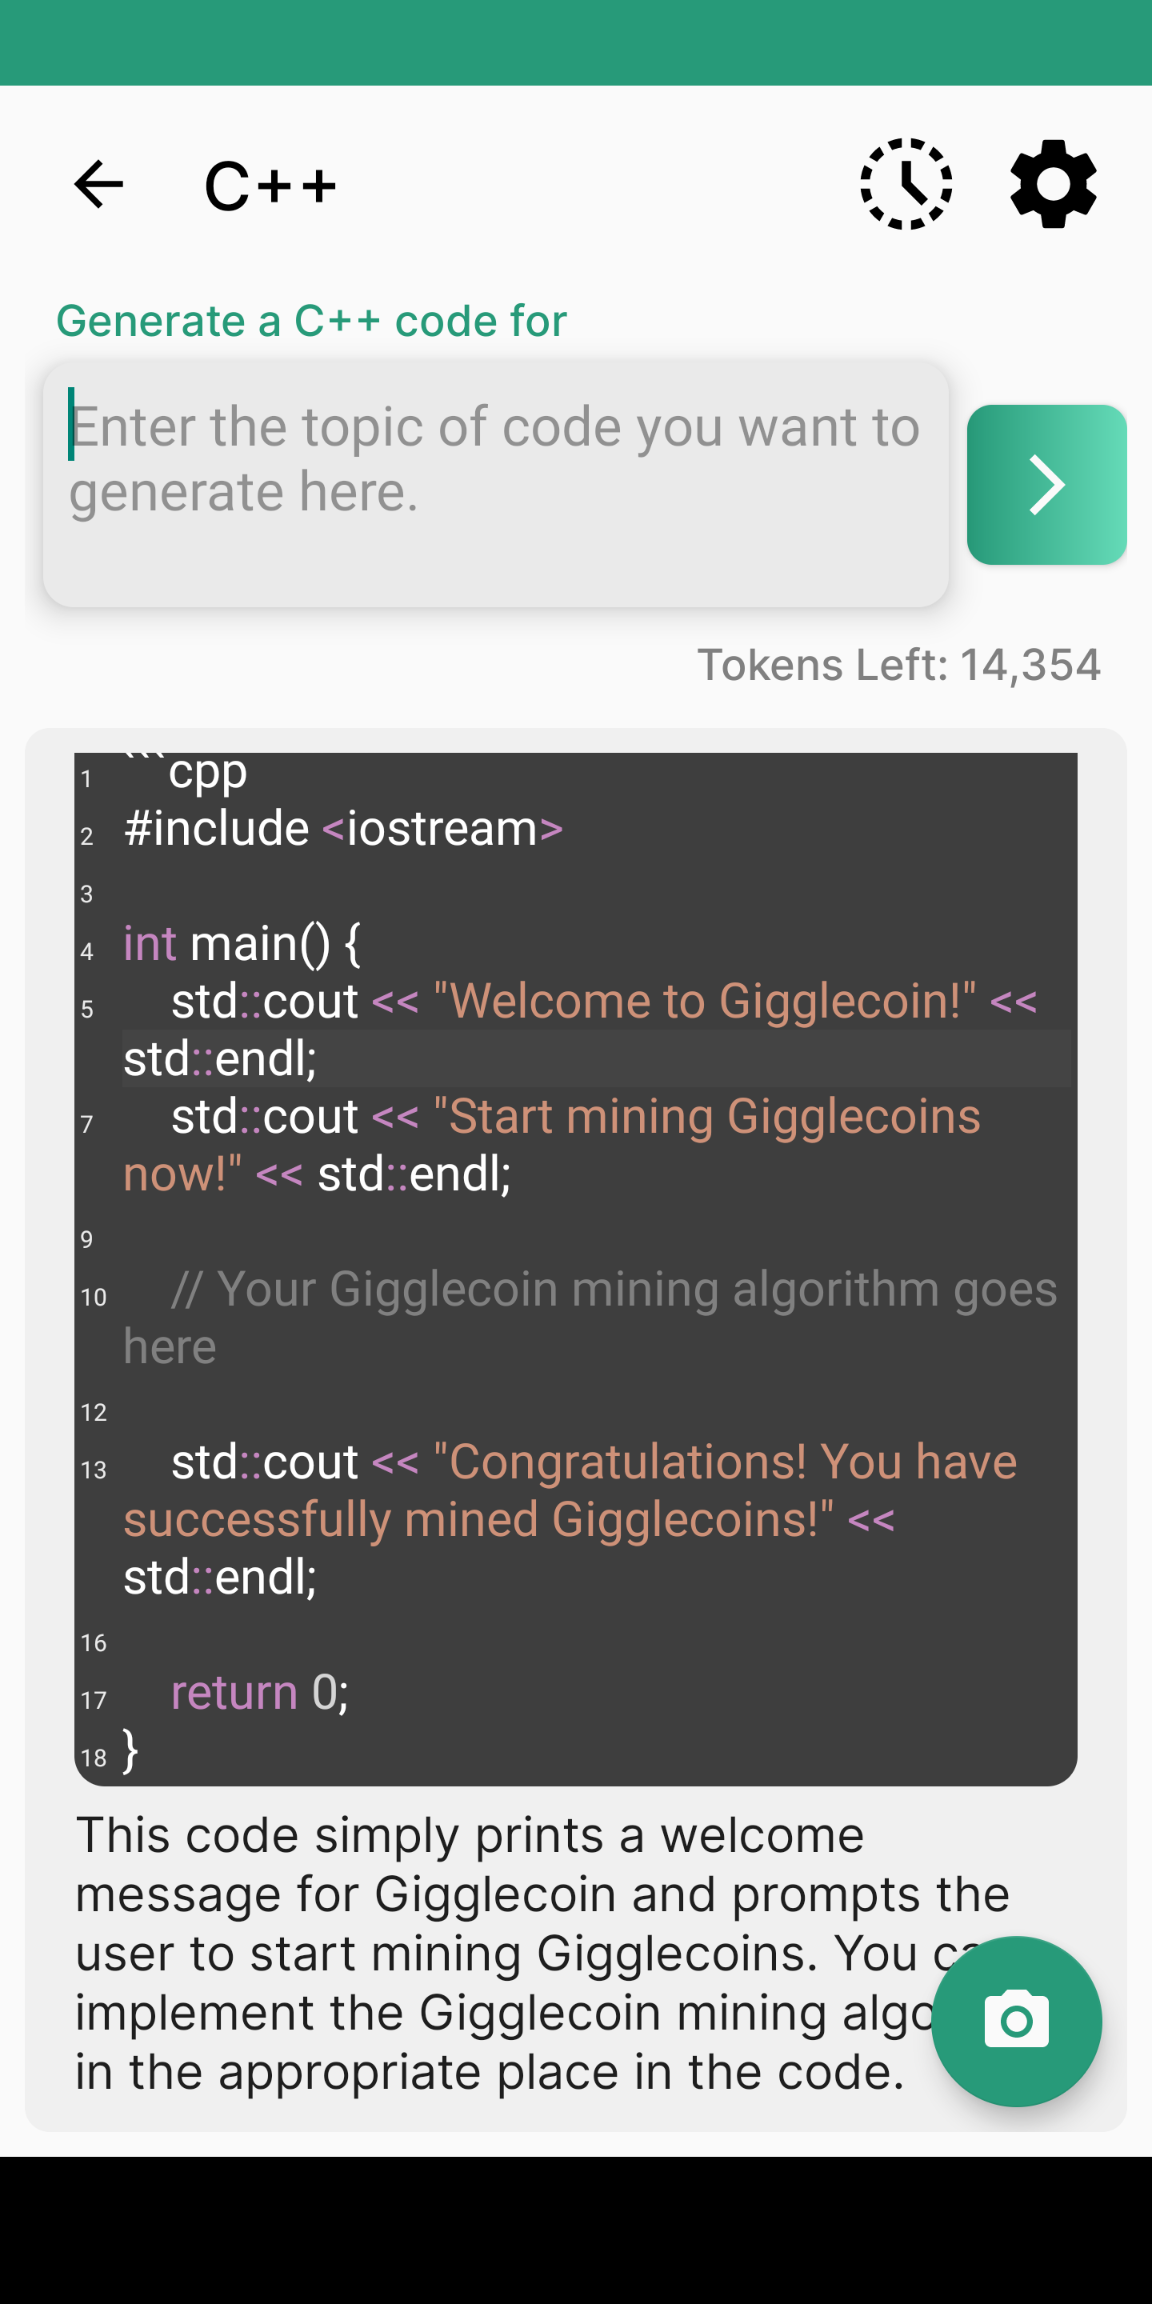 C++
Generate a C++ code for
Enter the topic of code you want to
generate here.
Tokens Left: 14,354
1 ```cpp
2 #include <iostream>
3
4 int main() {
5 std::cout << "Welcome to Gigglecoin!" <<
std::endl;
7 std::cout << "Start mining Gigglecoins
now!" << std::endl;
9
10 // Your Gigglecoin mining algorithm goes
here
12
13 std::cout << "Congratulations! You have
successfully mined Gigglecoins!" <<
std::endl;
16
17 return 0;
18 }
This code simply prints a welcome
message for Gigglecoin and prompts the
user to start mining Gigglecoins. You
implement the Gigglecoin mining
in the appropriate place in the code.